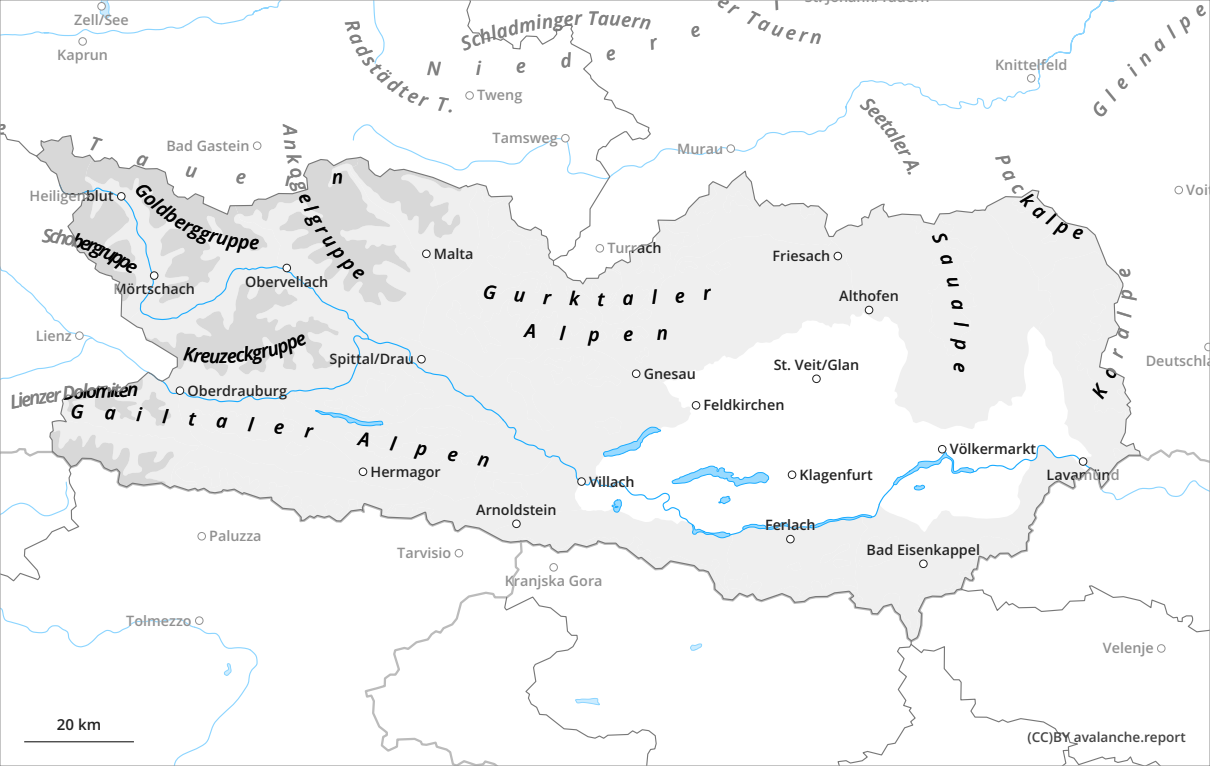 Zell/See
Kaprun
Radstädter T.
Schladminger Tauern
er Tauern
Niedere
Tweng
Tamsweg
Murau
Knittelfeld
Gleinalpe
Seetaler A.
Packalpe
Bad Gastein
Tauern
Ankogelgruppe
Heiligenblut
Goldberggruppe
Schobergruppe
Mörtschach
Obervellach
Malta
Turrach
Friesach
Saualpe
Koralpe
Gurktaler
Alpen
Althofen
Lienz
Kreuzeckgruppe
Spittal/Drau
Gnesau
St. Veit/Glan
Deutschla
Lienzer Dolomiten
Oberdrauburg
Feldkirchen
Gailtaler Alpen
Hermagor
Villach
Klagenfurt
Völkermarkt
Lavamünd
Arnoldstein
Ferlach
Bad Eisenkappel
Paluzza
Tarvisio
Kranjska Gora
Tolmezzo
Velenje
20 km
(CC)BY avalanche.report